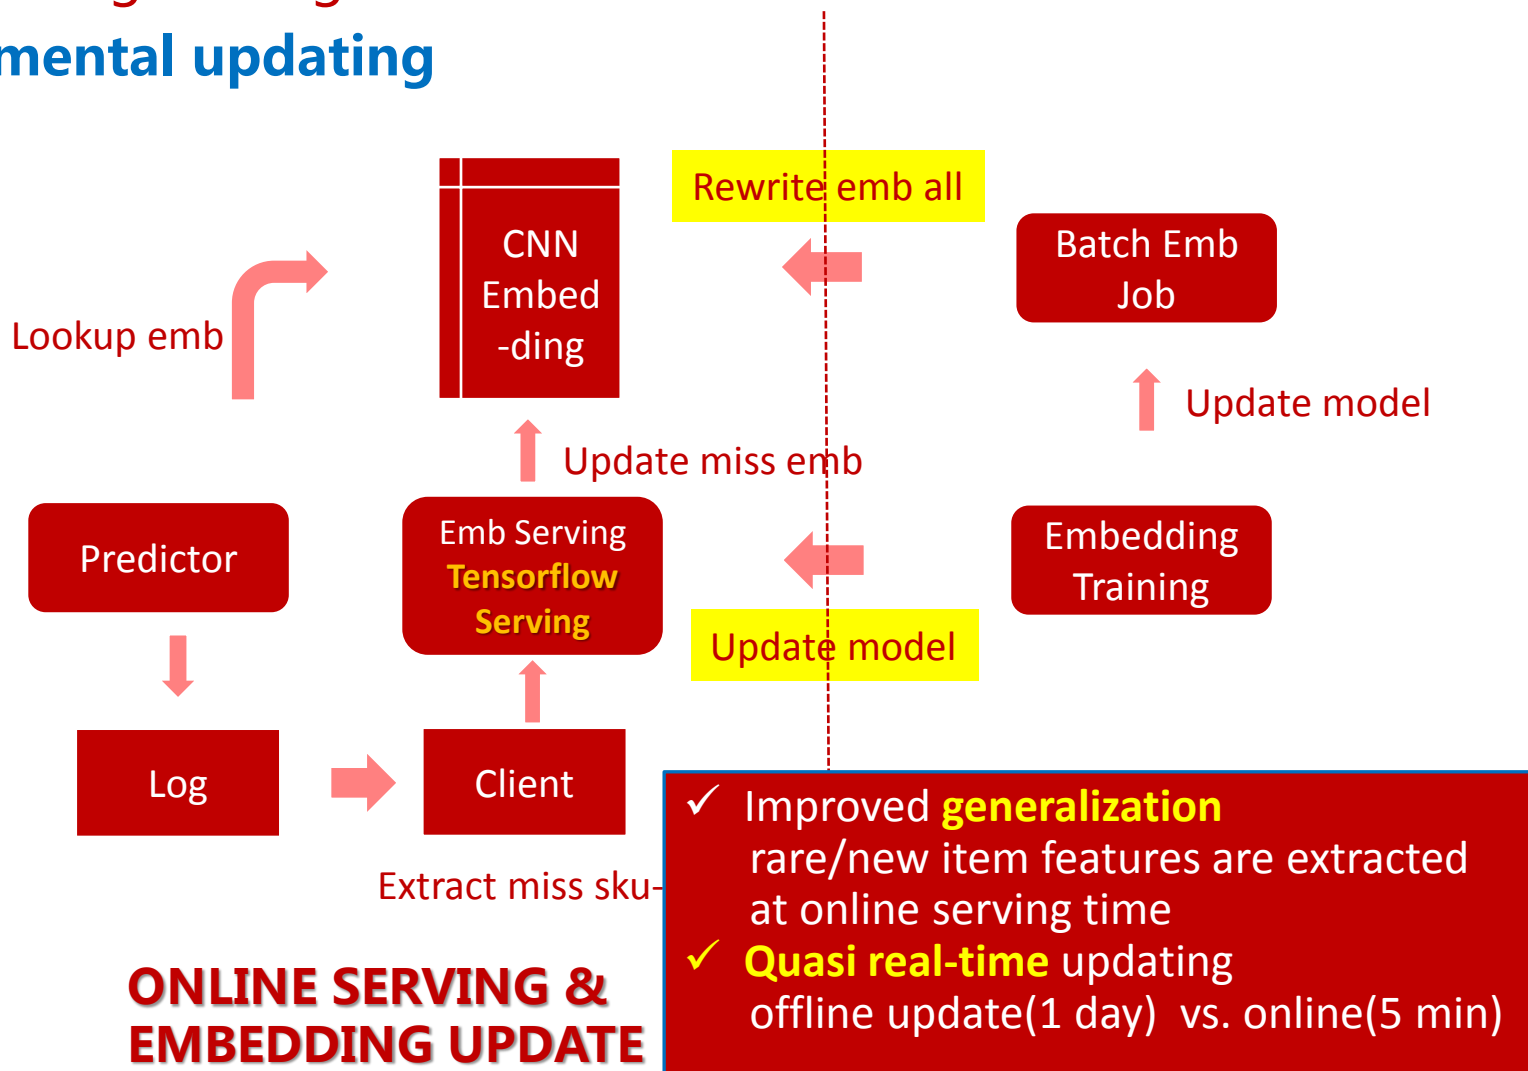 mental updating
Rewrite emb all
CNN
Embed
-ding
Batch Emb
Job
Lookup emb
Update model
Update miss emb
Predictor
Emb Serving
Tensorflow
Serving
Embedding
Training
Update model
Log
Client
Extract miss sku-
✓ Improved generalization
rare/new item features are extracted
at online serving time
✓ Quasi real-time updating
offline update(1 day) vs. online(5 min)
ONLINE SERVING &
EMBEDDING UPDATE